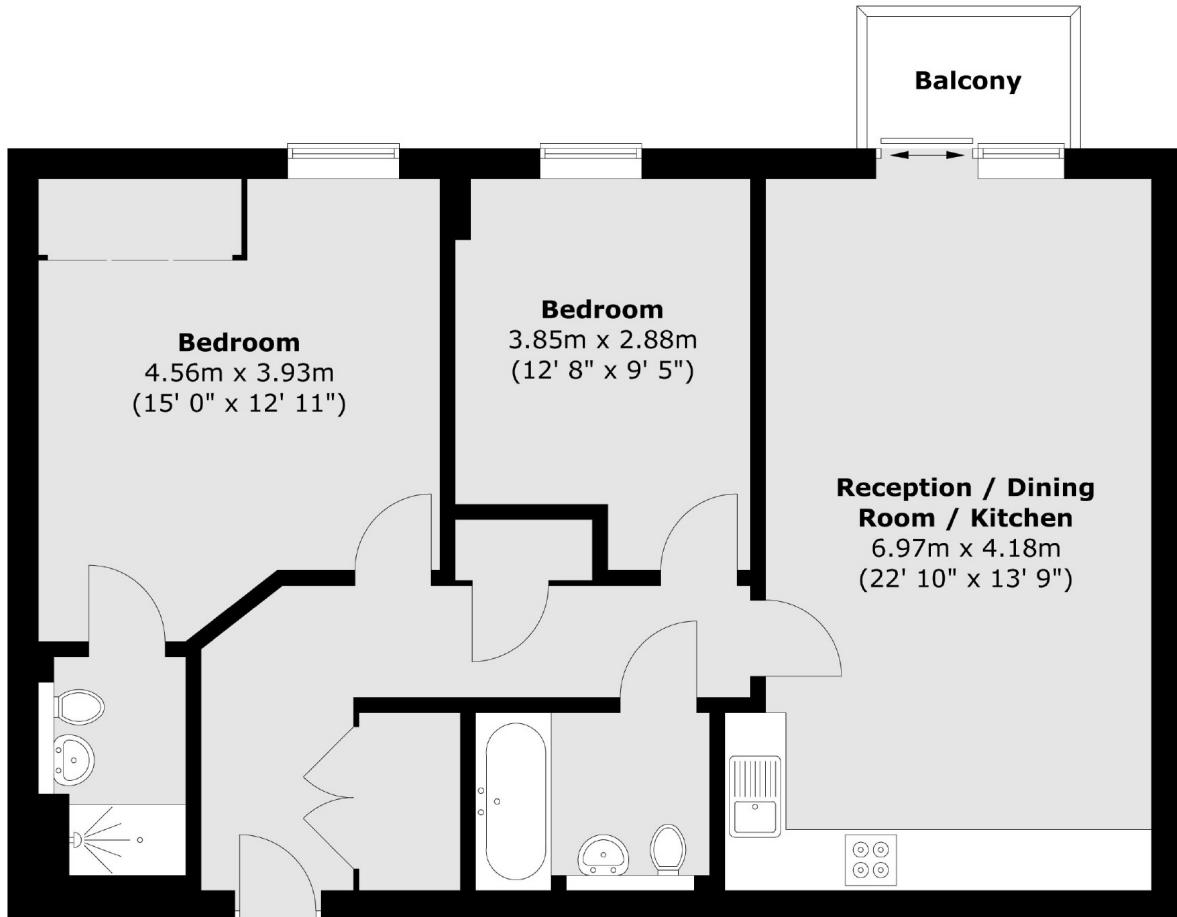 Balcony
Bedroom
4.56m x 3.93m
(15' 0" x 12' 11")
Bedroom
3.85m x 2.88m
(12' 8" x 9' 5")
Reception / Dining
Room / Kitchen
6.97m x 4.18m
(22' 10" x 13' 9")